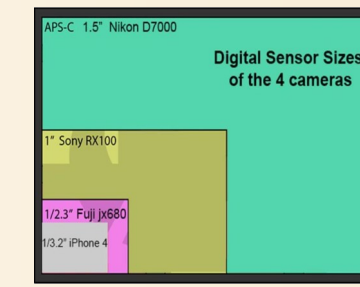 APS-C 1.5" Nikon D7000
Digital Sensor Sizes
of the 4 cameras
1" Sony RX100
1/2.3" Fuji jx680
1/3.2" iPhone 4